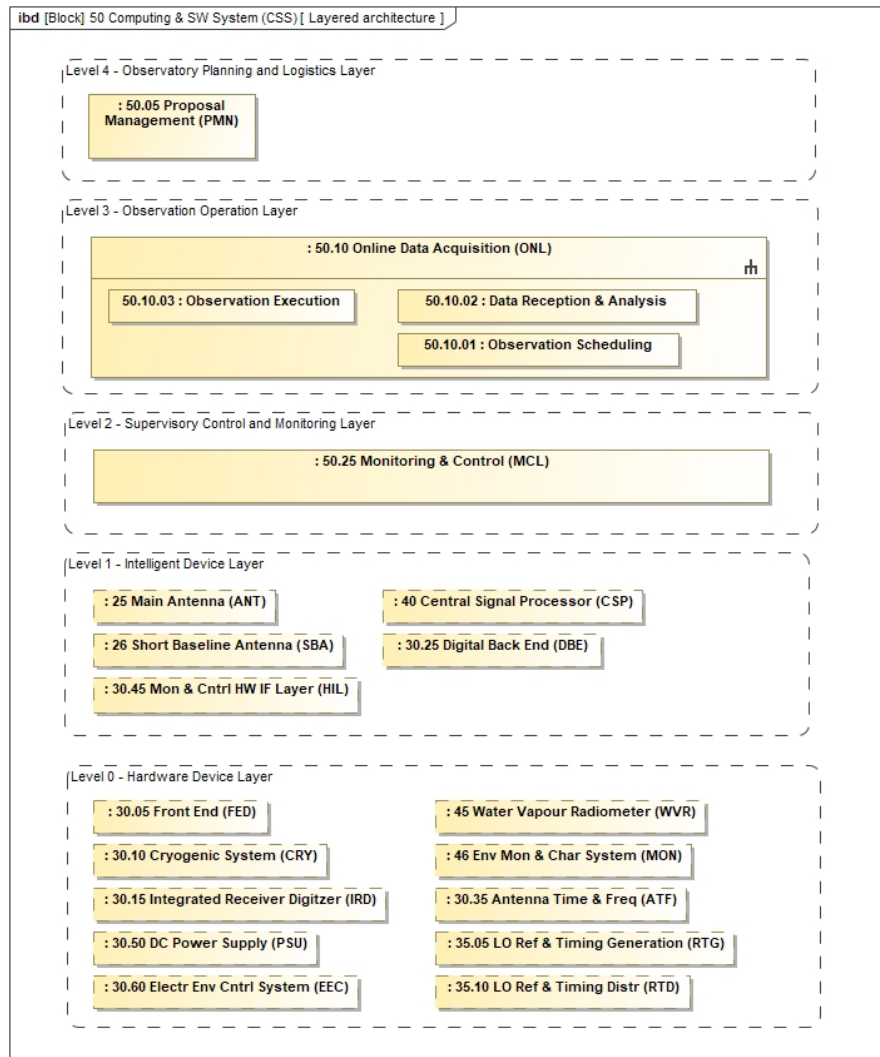 ibd [Block] 50 Computing & SW System (CSS) [ Layered architecture ]
Level 4 - Observatory Planning and Logistics Layer
: 50.05 Proposal
Management (PMN)
Level 3 - Observation Operation Layer
: 50.10 Online Data Acquisition (ONL)
50.10.03 : Observation Execution
50.10.02 : Data Reception & Analysis
50.10.01 : Observation Scheduling
Level 2 - Supervisory Control and Monitoring Layer
: 50.25 Monitoring & Control (MCL)
Level 1 - Intelligent Device Layer
: 25 Main Antenna (ANT)
: 40 Central Signal Processor (CSP)
: 26 Short Baseline Antenna (SBA)
: 30.25 Digital Back End (DBE)
: 30.45 Mon & Cntrl HW IF Layer (HIL)
Level 0 - Hardware Device Layer
: 30.05 Front End (FED)
: 45 Water Vapour Radiometer (WVR)
: 30.10 Cryogenic System (CRY)
: 46 Env Mon & Char System (MON)
: 30.15 Integrated Receiver Digitzer (IRD)
: 30.35 Antenna Time & Freq (ATF)
: 30.50 DC Power Supply (PSU)
: 35.05 LO Ref & Timing Generation (RTG)
: 30.60 Electr Env Cntrl System (EEC)
: 35.10 LO Ref & Timing Distr (RTD)